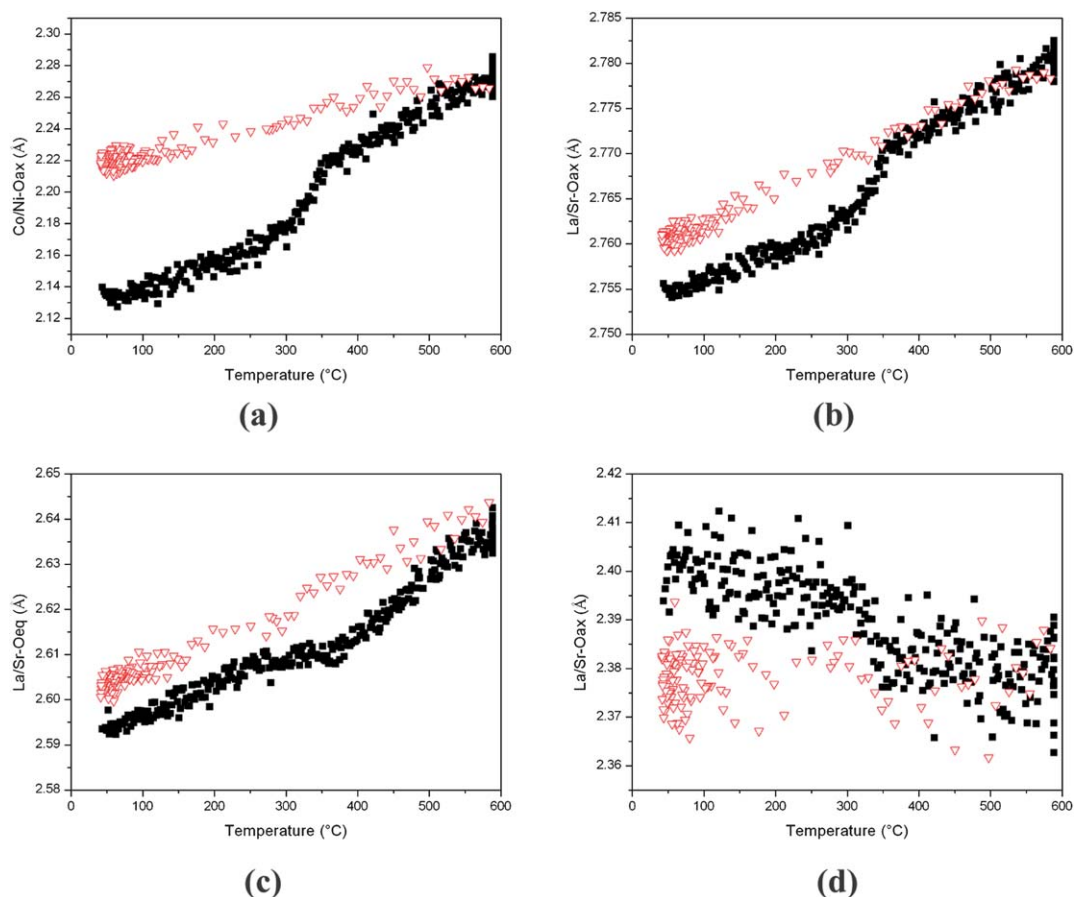 2.30
2.28
2.26
2.24
2.22
2.20
2.18
2.16
2.14
2.12
Co/Ni-Oax (Å)
0 100 200 300 400 500 600
Temperature (°C)
(a)
2.785
2.780
2.775
2.770
2.765
2.760
2.755
2.750
La/Sr-Oax (Å)
0 100 200 300 400 500 600
Temperature (°C)
(b)
2.65
2.64
2.63
2.62
2.61
2.60
2.59
2.58
La/Sr-Oeq (Å)
0 100 200 300 400 500 600
Temperature (°C)
(c)
2.42
2.41
2.40
2.39
2.38
2.37
2.36
La/Sr-Oax (Å)
0 100 200 300 400 500 600
Temperature (°C)
(d)